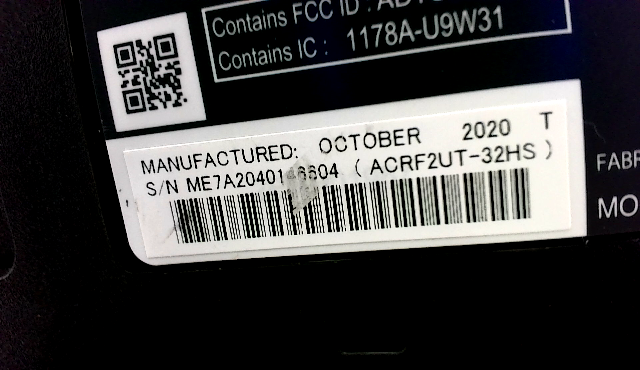 Contains FCC ID :
Contains IC : 1178A-U9W31
MANUFACTURED: OCTOBER 2020 T
S/N (ACRF2UT-32HS)